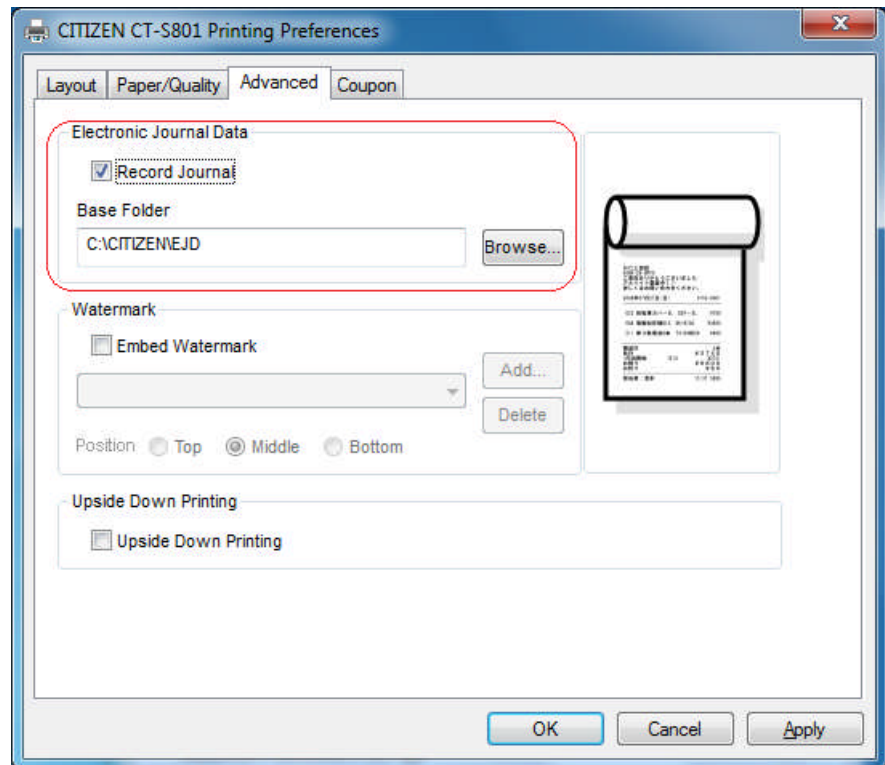 CITIZEN CT-S801 Printing Preferences
Layout Paper/Quality Advanced Coupon
Electronic Journal Data
Record Journal
Base Folder
C:\CITIZEN\EJD Browse...
Watermark
Embed Watermark
Add...
Delete
Position Top Middle Bottom
Upside Down Printing
Upside Down Printing
OK Cancel Apply